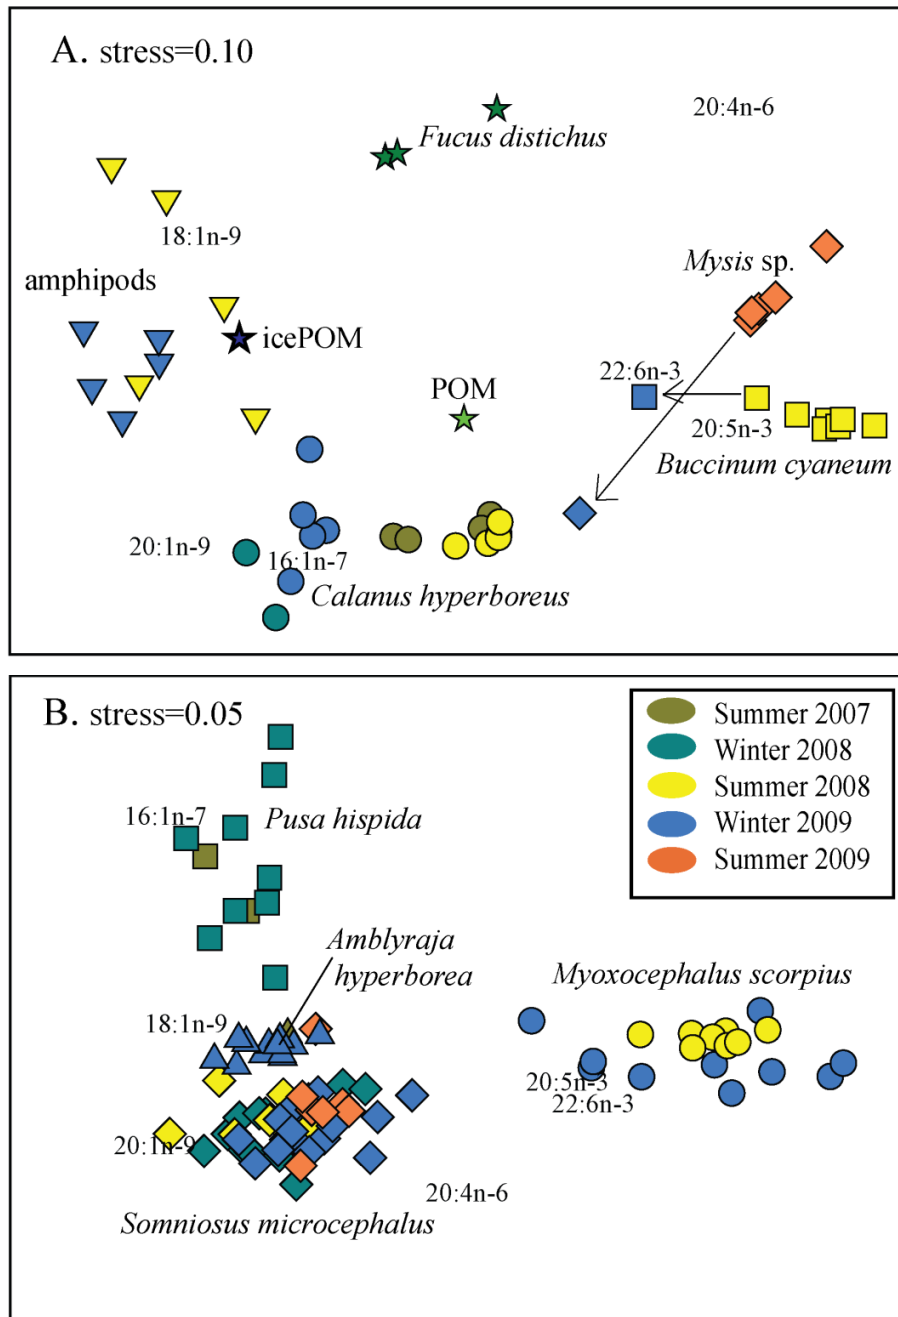 A. stress=0.10
20:4n-6
Fucus distichus
18:1n-9
Mysis sp.
amphipods
icePOM
22:6n-3
POM
20:5n-3
Buccinum cyaneum
20:1n-9
16:1n-7
Calanus hyperboreus
B. stress=0.05
Summer 2007
Winter 2008
Summer 2008
Winter 2009
Summer 2009
16:1n-7
Pusa hispida
Amblyraja
hyperborea
Myoxocephalus scorpius
18:1n-9
20:5n-3
22:6n-3
20:1n-9
20:4n-6
Somniosus microcephalus